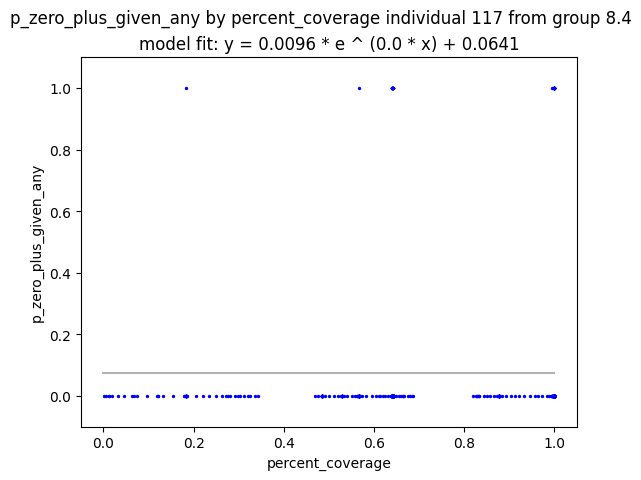 p_zero_plus_given_any by percent_coverage individual 117 from group 8.4
model fit: y = 0.0096 * e ^ (0.0 * x) + 0.0641
p_zero_plus_given_any
1.0
0.8
0.6
0.4
0.2
0.0
0.0 0.2 0.4 0.6 0.8 1.0
percent_coverage